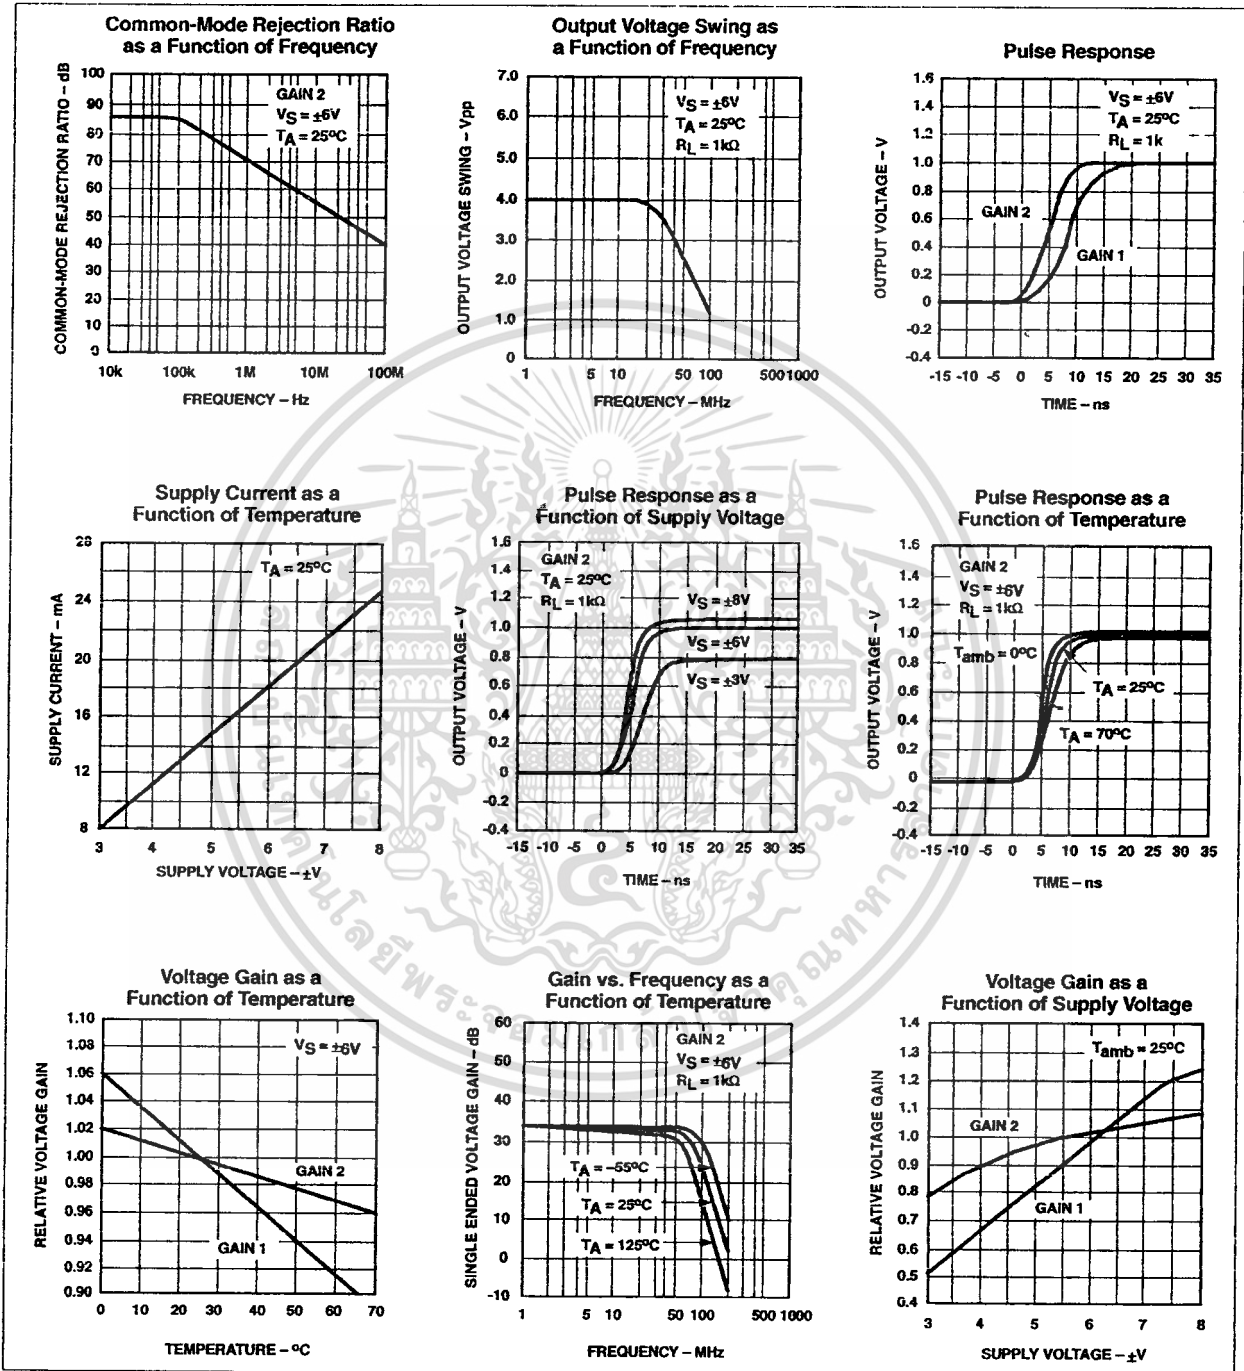 Common-Mode Rejection Ratio
as a Function of Frequency
COMMON-MODE REJECTION RATIO – dB
100
90
80
70
60
50
40
30
20
10
0
GAIN 2
VS = ±6V
TA = 25°C
10k 100k 1M 10M 100M
FREQUENCY – Hz
Output Voltage Swing as
a Function of Frequency
OUTPUT VOLTAGE SWING – Vpp
7.0
6.0
5.0
4.0
3.0
2.0
1.0
0
VS = ±6V
TA = 25°C
RL = 1kΩ
1 5 10 50 100 500 1000
FREQUENCY – MHz
Pulse Response
OUTPUT VOLTAGE – V
1.6
1.4
1.2
1.0
0.8
0.6
0.4
0.2
0
-0.2
-0.4
VS = ±6V
TA = 25°C
RL = 1k
GAIN 2
GAIN 1
-15 -10 -5 0 5 10 15 20 25 30 35
TIME – ns
Supply Current as a
Function of Temperature
SUPPLY CURRENT – mA
28
24
20
16
12
8
TA = 25°C
3 4 5 6 7 8
SUPPLY VOLTAGE – ±V
Pulse Response as a
Function of Supply Voltage
OUTPUT VOLTAGE – V
1.6
1.4
1.2
1.0
0.8
0.6
0.4
0.2
0
-0.2
-0.4
GAIN 2
TA = 25°C
RL = 1kΩ
VS = ±8V
VS = ±6V
VS = ±3V
-15 -10 -5 0 5 10 15 20 25 30 35
TIME – ns
Pulse Response as a
Function of Temperature
OUTPUT VOLTAGE – V
1.6
1.4
1.2
1.0
0.8
0.6
0.4
0.2
0
-0.2
-0.4
GAIN 2
VS = ±6V
RL = 1kΩ
Tamb = 0°C
TA = 25°C
TA = 70°C
-15 -10 -5 0 5 10 15 20 25 30 35
TIME – ns
Voltage Gain as a
Function of Temperature
RELATIVE VOLTAGE GAIN
1.10
1.08
1.06
1.04
1.02
1.00
0.98
0.96
0.94
0.92
0.90
VS = ±6V
GAIN 2
GAIN 1
0 10 20 30 40 50 60 70
TEMPERATURE – °C
Gain vs. Frequency as a
Function of Temperature
SINGLE ENDED VOLTAGE GAIN – dB
60
50
40
30
20
10
0
-10
GAIN 2
VS = ±6V
RL = 1kΩ
TA = –55°C
TA = 25°C
TA = 125°C
1 5 10 50 100 500 1000
FREQUENCY – MHz
Voltage Gain as a
Function of Supply Voltage
RELATIVE VOLTAGE GAIN
1.4
1.3
1.2
1.1
1.0
0.9
0.8
0.7
0.6
0.5
0.4
Tamb = 25°C
GAIN 2
GAIN 1
3 4 5 6 7 8
SUPPLY VOLTAGE – ±V